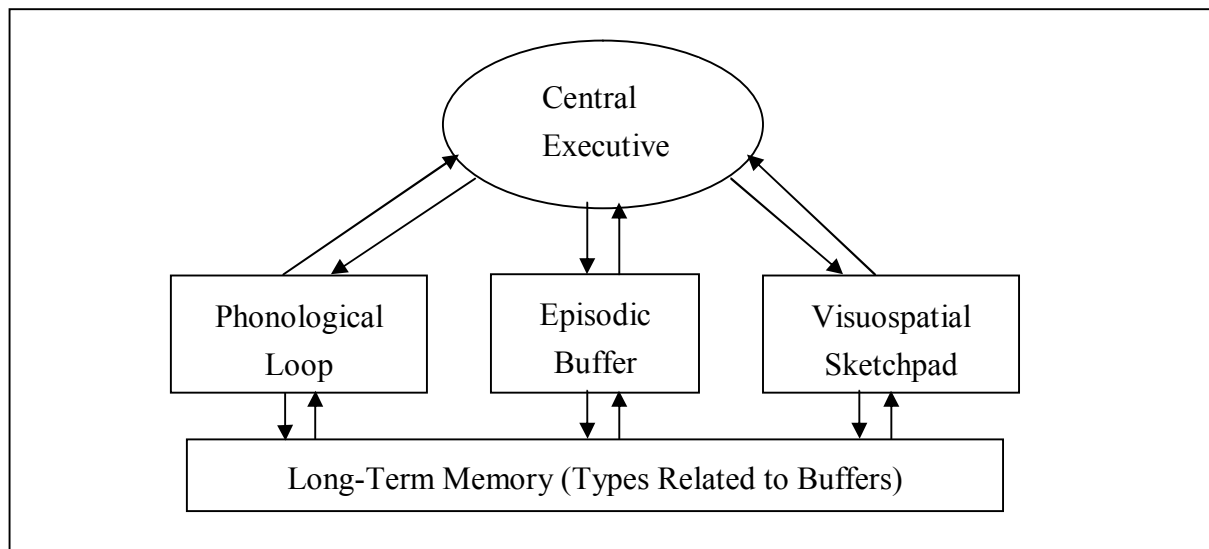 Central
Executive
Phonological
Loop
Episodic
Buffer
Visuospatial
Sketchpad
Long-Term Memory (Types Related to Buffers)